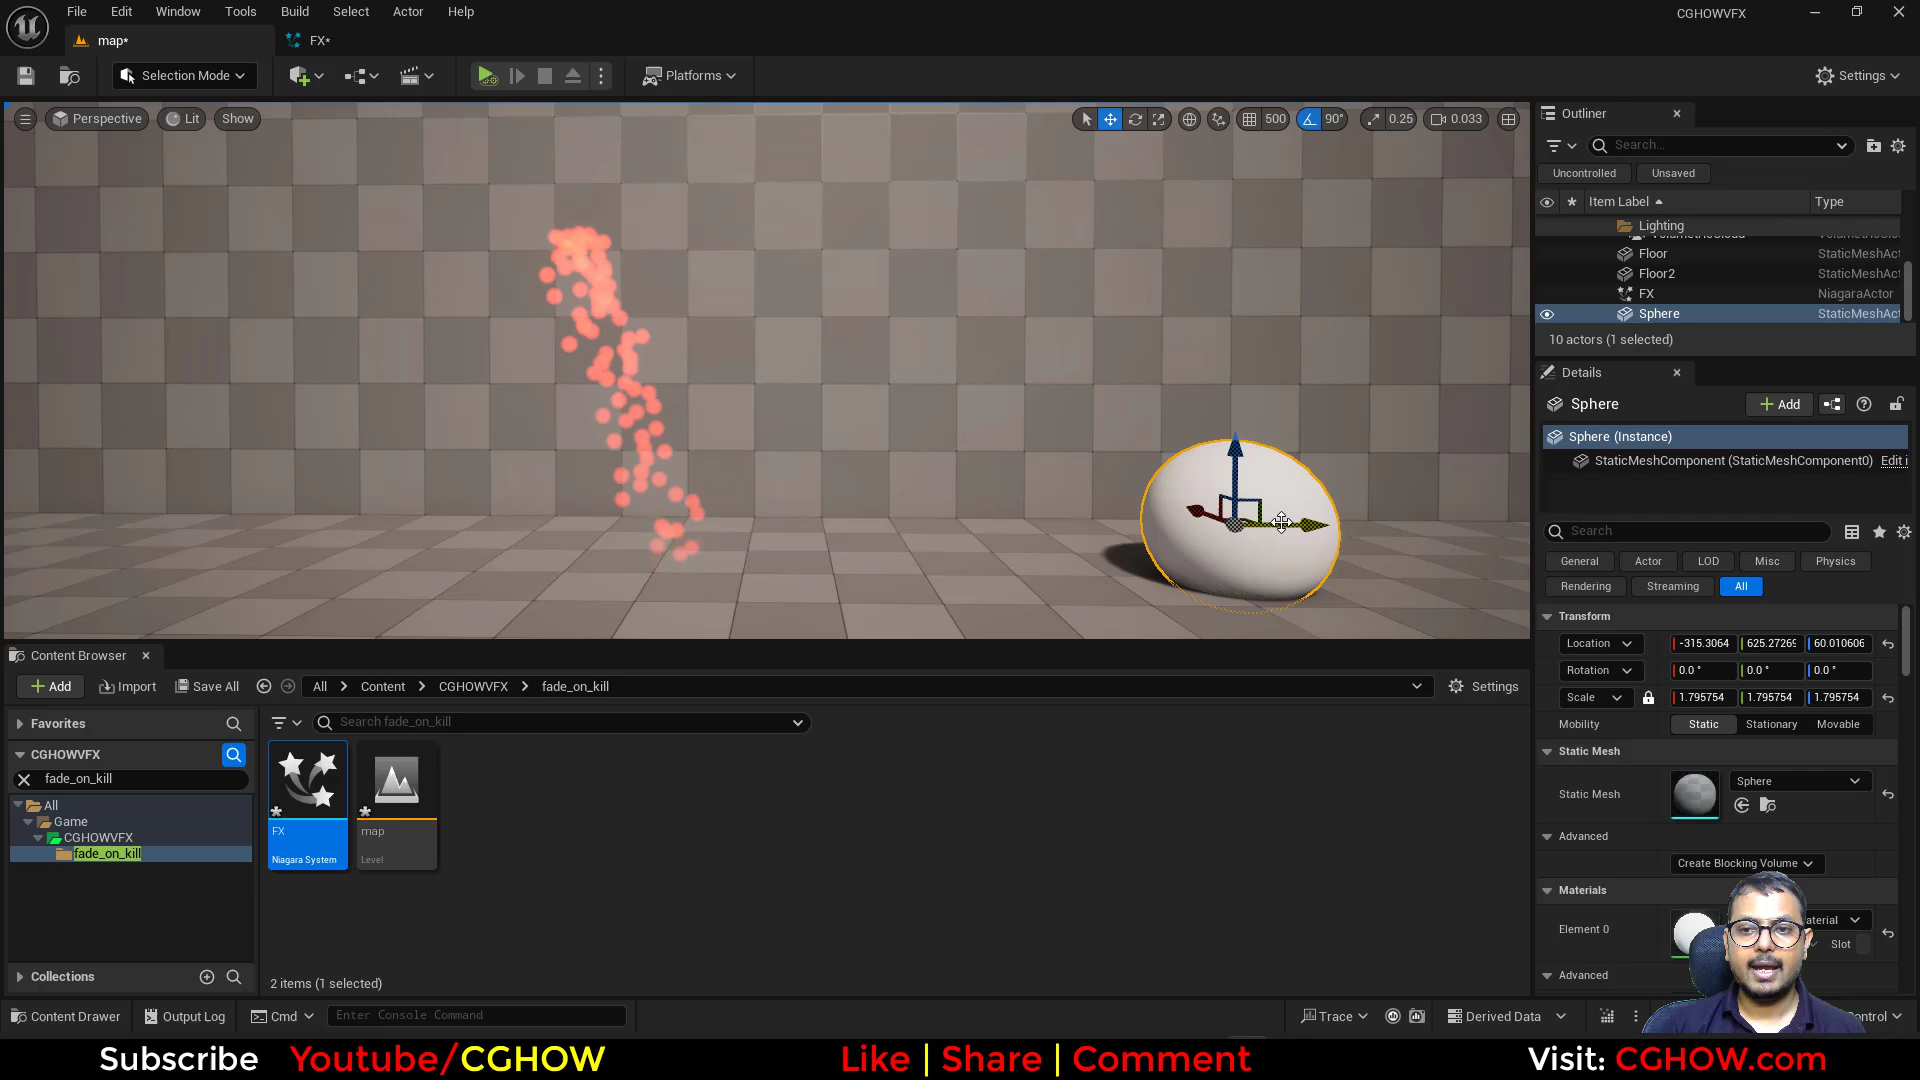 File Edit Window Tools Build Select Actor Help
CGHOWVFX
map*
FX*
Selection Mode
Platforms
Settings
Perspective
Lit
Show
500
90°
0.25
0.033
Outliner
Search...
Uncontrolled
Unsaved
Item Label
Type
Lighting
Floor StaticMeshAct
Floor2 StaticMeshAct
FX NiagaraActor
Sphere StaticMeshAct
10 actors (1 selected)
Details
Sphere
Add
Sphere (Instance)
StaticMeshComponent (StaticMeshComponent0)
Edit i
Search
General Actor LOD Misc Physics
Rendering Streaming All
Transform
Location -315.3064 625.27269 60.010606
Rotation 0.0 ° 0.0 ° 0.0 °
Scale 1.795754 1.795754 1.795754
Mobility Static Stationary Movable
Static Mesh
Static Mesh Sphere
Advanced
Create Blocking Volume
Materials
Element 0
aterial
Slot
Advanced
Content Browser
Add Import Save All All Content CGHOWVFX fade_on_kill Settings
Favorites
Search fade_on_kill
CGHOWVFX
fade_on_kill
All
Game
CGHOWVFX
fade_on_kill
FX
Niagara System
map
Level
Collections
2 items (1 selected)
Content Drawer Output Log Cmd Enter Console Command Trace Derived Data ontrol
Subscribe Youtube/CGHOW Like | Share | Comment Visit: CGHOW.com